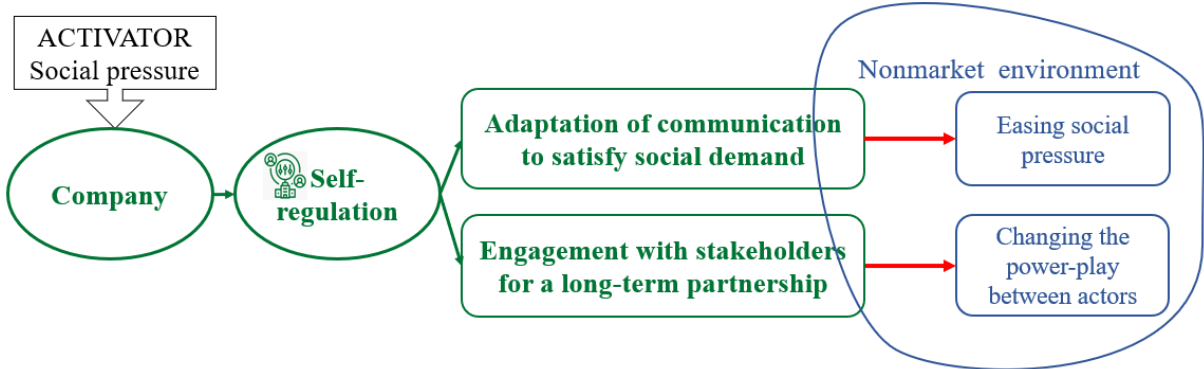 ACTIVATOR
Social pressure
Company
Self-
regulation
Adaptation of communication
to satisfy social demand
Engagement with stakeholders
for a long-term partnership
Nonmarket environment
Easing social
pressure
Changing the
power-play
between actors